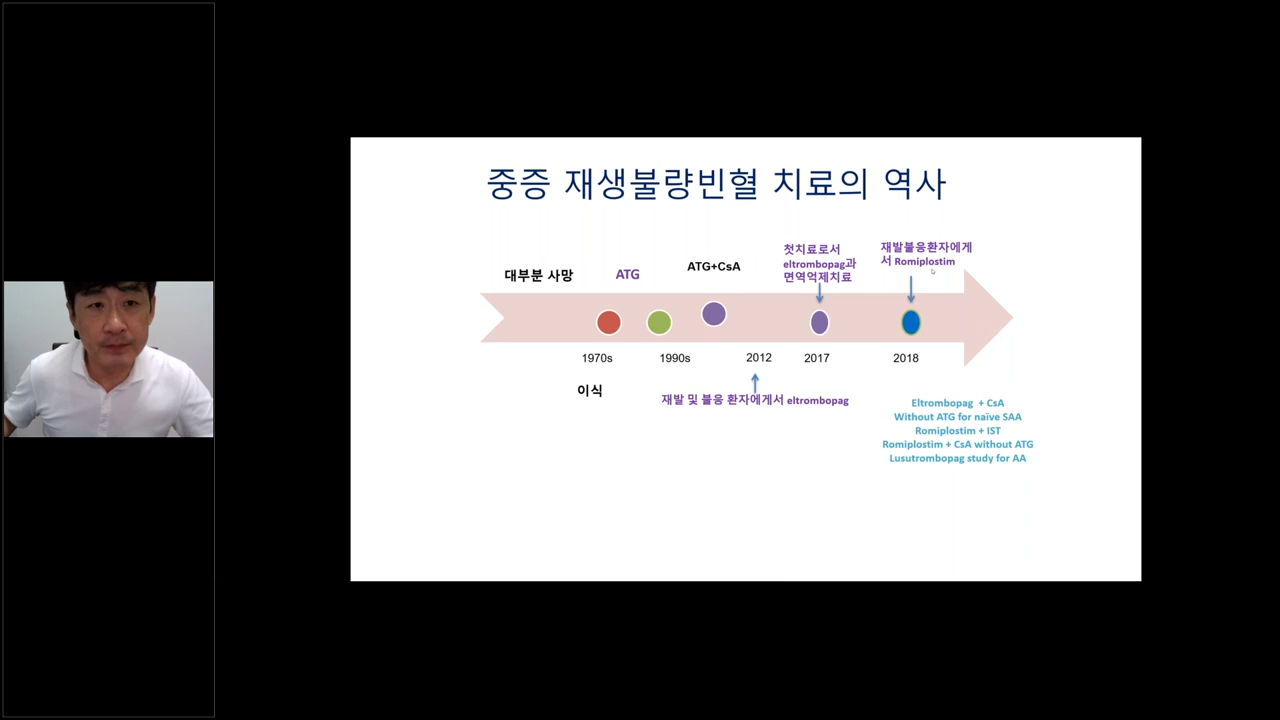 중증 재생불량빈혈 치료의 역사
대부분 사망
ATG
ATG+CsA
첫치료로서
eltrombopag과
면역억제치료
재발불응환자에게
서 Romiplostim
1970s
1990s
2012
2017
2018
이식
재발 및 불응 환자에게서 eltrombopag
Eltrombopag + CsA
Without ATG for naïve SAA
Romiplostim + IST
Romiplostim + CsA without ATG
Lusutrombopag study for AA